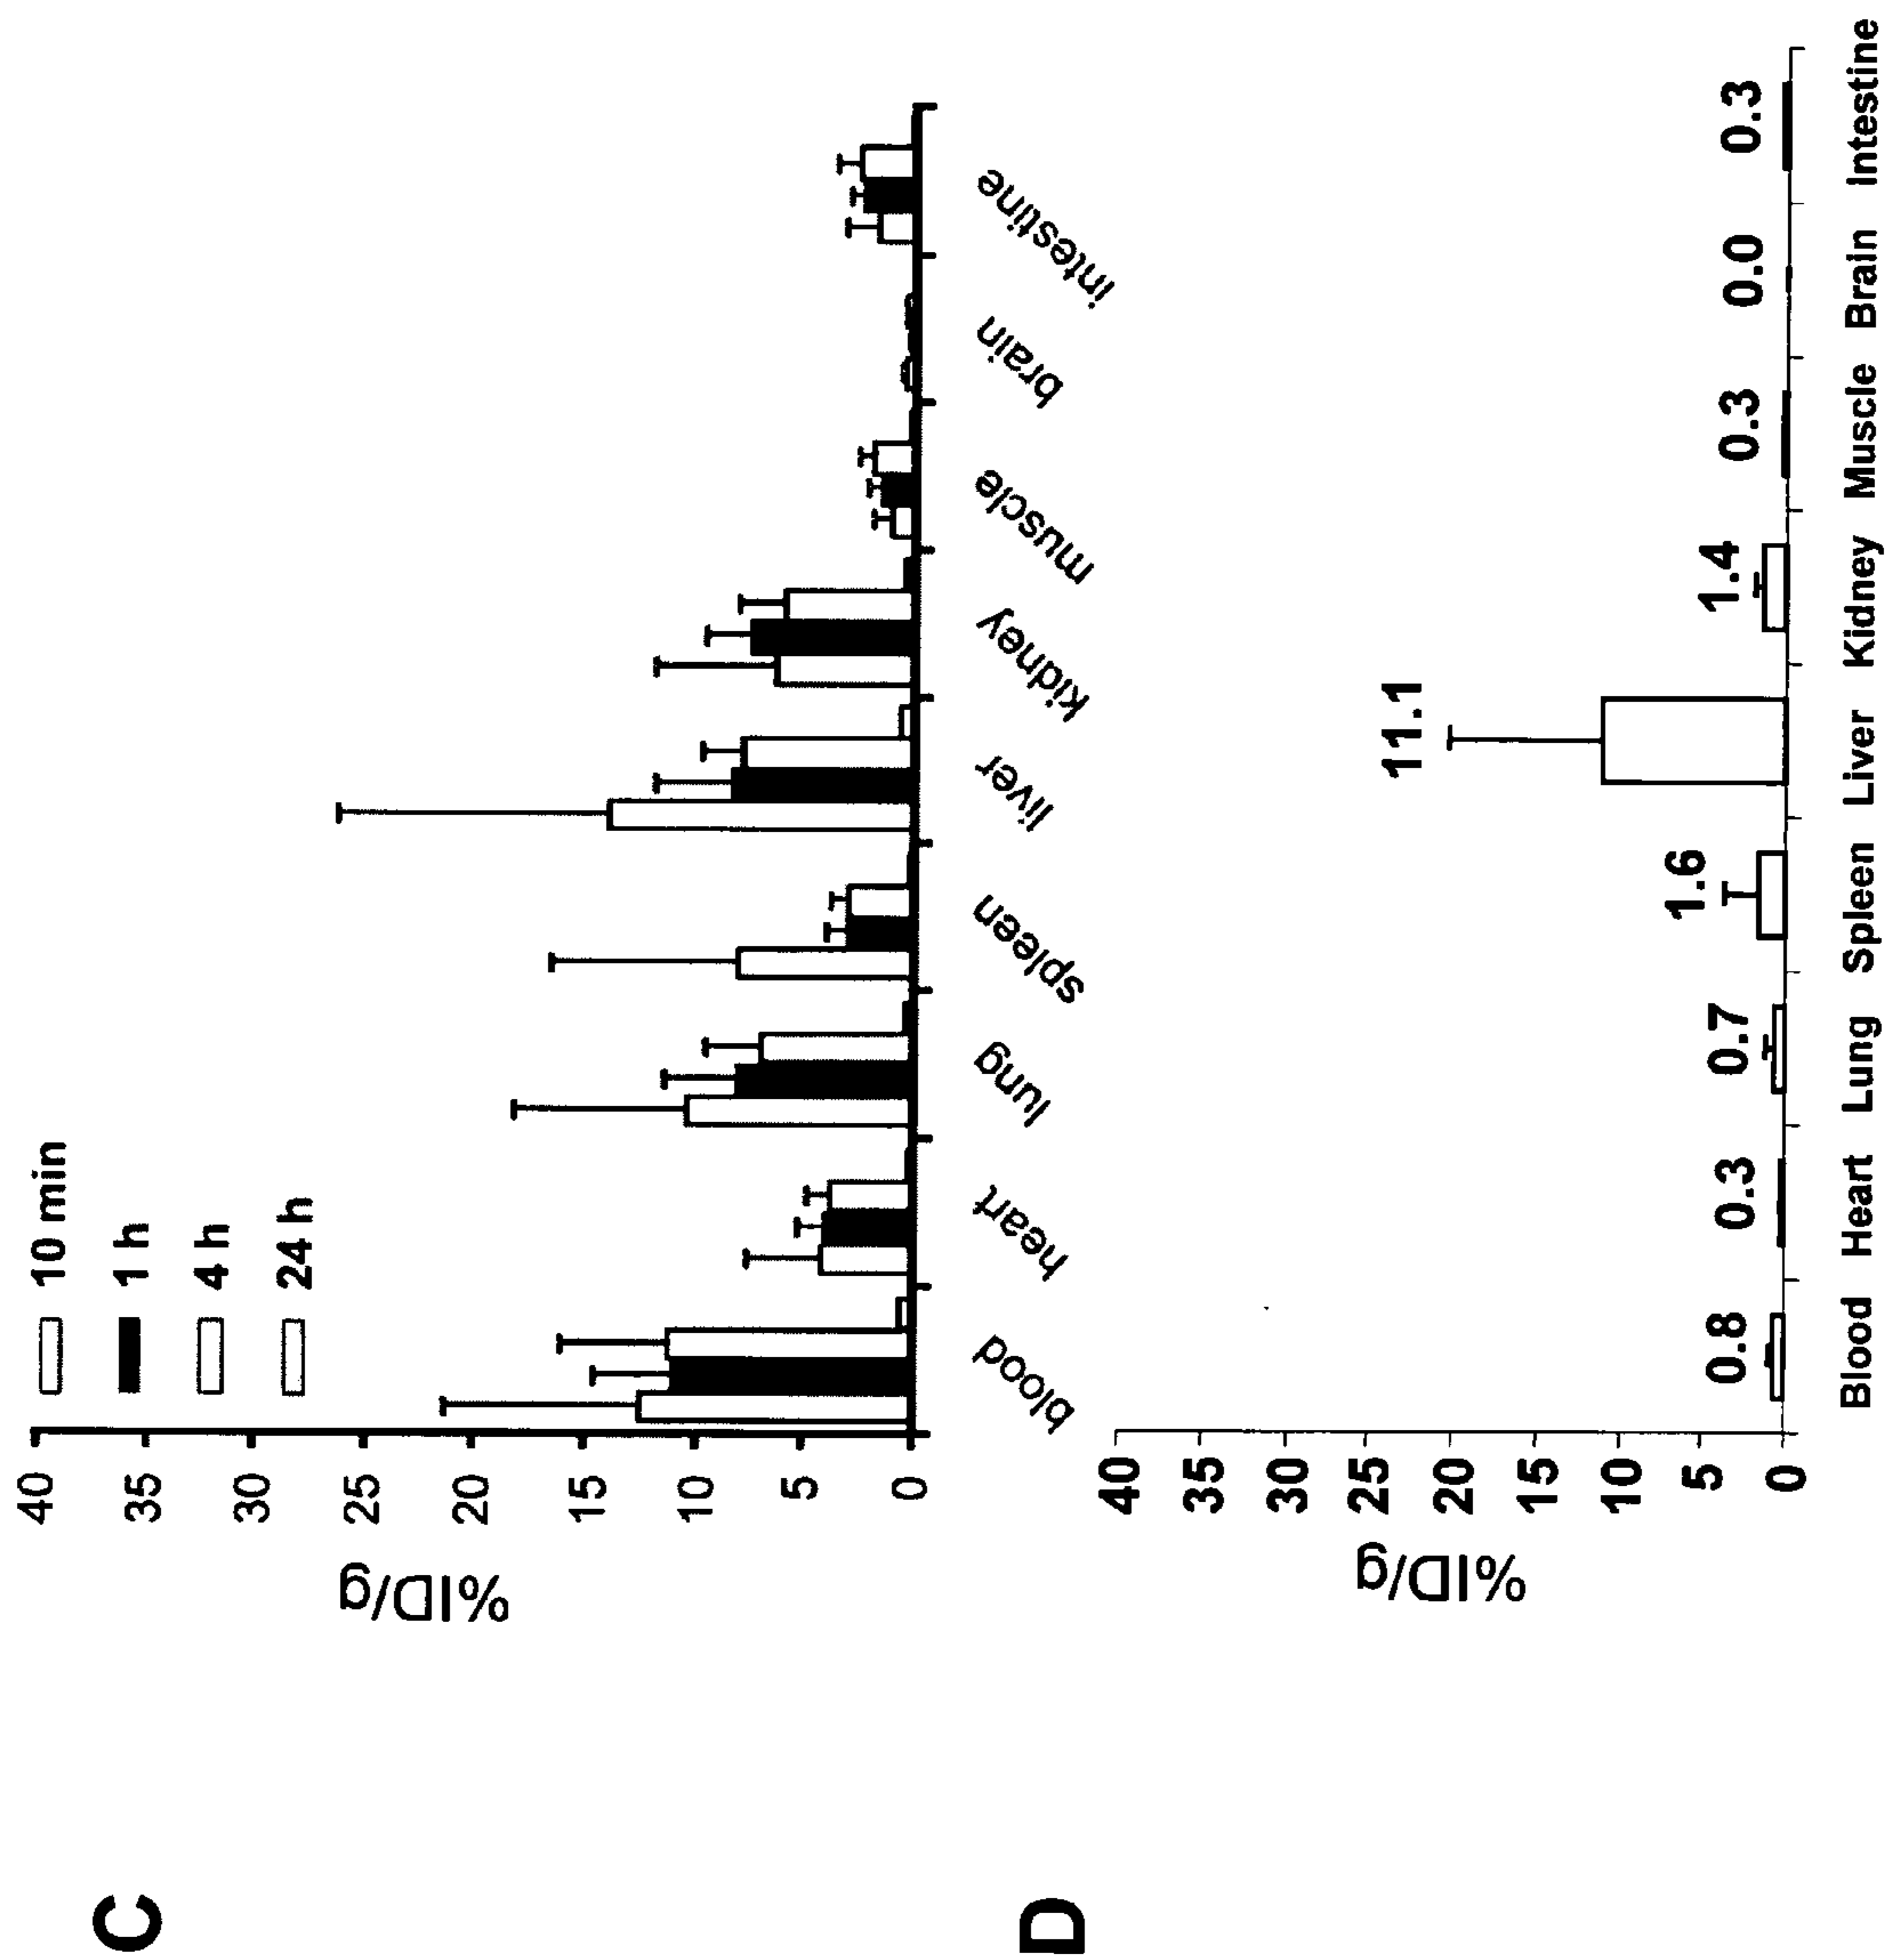 C
10 min
1 h
4 h
24 h
%ID/g
40
35
30
25
20
15
10
5
0
blood
heart
lung
spleen
liver
kidney
muscle
brain
intestine
D
%ID/g
40
35
30
25
20
15
10
5
0
0.8
0.3
0.7
1.6
11.1
1.4
0.3
0.0
0.3
Blood Heart Lung Spleen Liver Kidney Muscle Brain Intestine